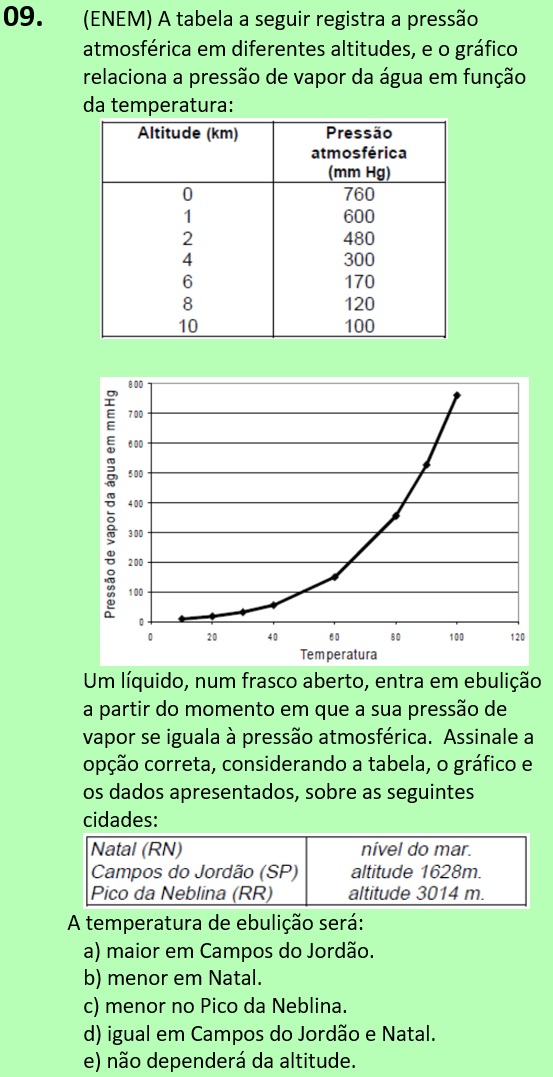 09. (ENEM) A tabela a seguir registra a pressão
atmosférica em diferentes altitudes, e o gráfico
relaciona a pressão de vapor da água em função
da temperatura:
Altitude (km) Pressão
atmosférica
(mm Hg)
0 760
1 600
2 480
4 300
6 170
8 120
10 100
Pressão de vapor da água em mmHg
800
700
600
500
400
300
200
100
0
0 20 40 60 80 100 120
Temperatura
Um líquido, num frasco aberto, entra em ebulição
a partir do momento em que a sua pressão de
vapor se iguala à pressão atmosférica. Assinale a
opção correta, considerando a tabela, o gráfico e
os dados apresentados, sobre as seguintes
cidades:
Natal (RN) nível do mar.
Campos do Jordão (SP) altitude 1628m.
Pico da Neblina (RR) altitude 3014 m.
A temperatura de ebulição será:
a) maior em Campos do Jordão.
b) menor em Natal.
c) menor no Pico da Neblina.
d) igual em Campos do Jordão e Natal.
e) não dependerá da altitude.